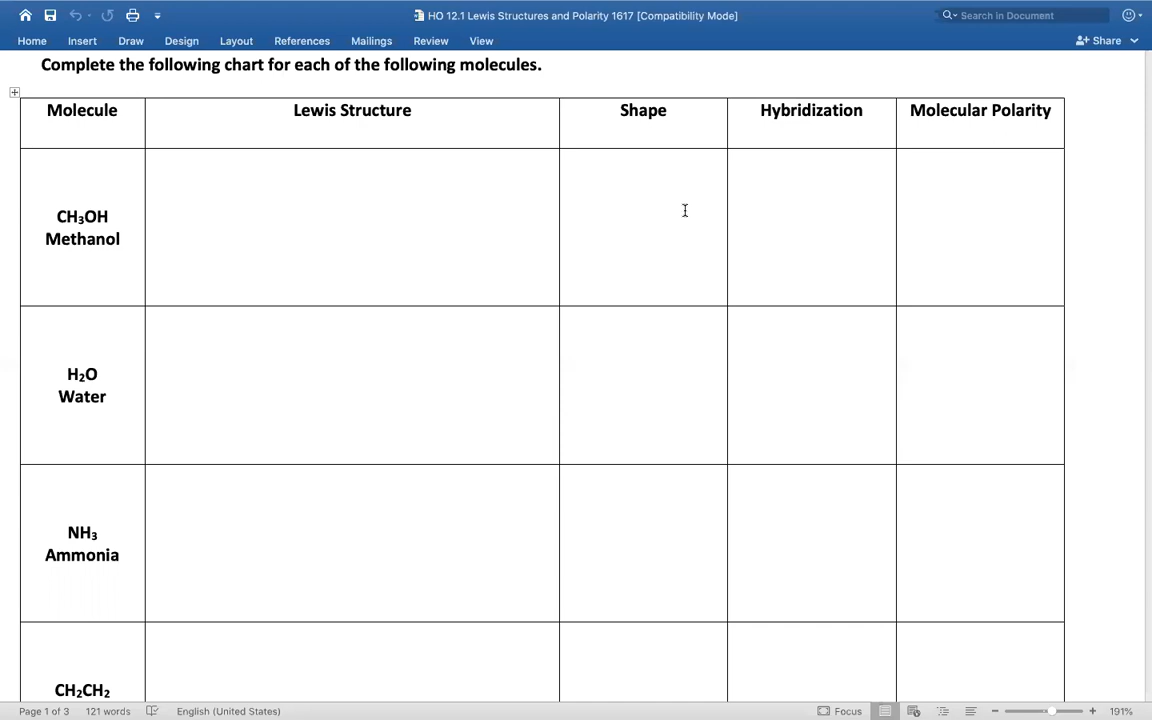 HO 12.1 Lewis Structures and Polarity 1617 [Compatibility Mode]
Search in Document
Home Insert Draw Design Layout References Mailings Review View
Share
Complete the following chart for each of the following molecules.
Molecule Lewis Structure Shape Hybridization Molecular Polarity
CH₃OH
Methanol
H₂O
Water
NH₃
Ammonia
CH₂CH₂
Page 1 of 3 121 words English (United States) Focus 191%